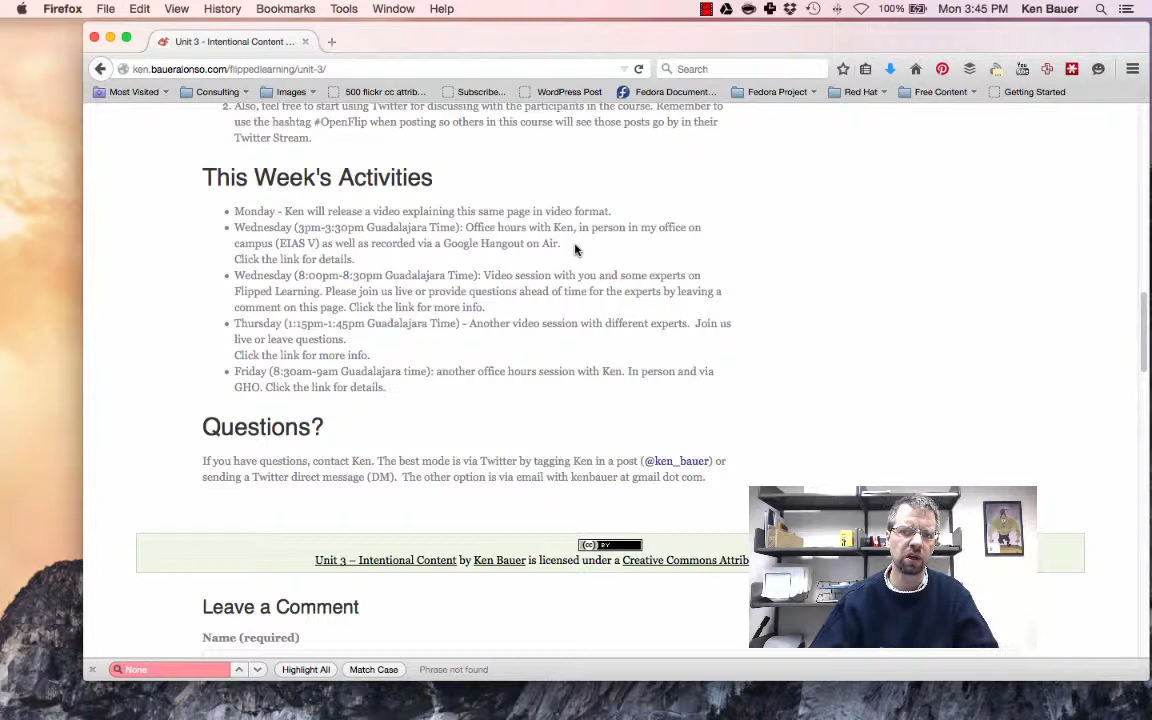 Firefox File Edit View History Bookmarks Tools Window Help 100% Mon 3:45 PM Ken Bauer
Unit 3 - Intentional Content ...
ken.baueralonso.com/flippedlearning/unit-3/ Search
Most Visited Consulting Images 500 flickr cc attrib... Subscribe... WordPress Post Fedora Document... Fedora Project Red Hat Free Content Getting Started
2. Also, feel free to start using Twitter for discussing with the participants in the course. Remember to
use the hashtag #OpenFlip when posting so others in this course will see those posts go by in their
Twitter Stream.
This Week's Activities
• Monday - Ken will release a video explaining this same page in video format.
• Wednesday (3pm-3:30pm Guadalajara Time): Office hours with Ken, in person in my office on
campus (EIAS V) as well as recorded via a Google Hangout on Air.
Click the link for details.
• Wednesday (8:00pm-8:30pm Guadalajara Time): Video session with you and some experts on
Flipped Learning. Please join us live or provide questions ahead of time for the experts by leaving a
comment on this page. Click the link for more info.
• Thursday (1:15pm-1:45pm Guadalajara Time) - Another video session with different experts. Join us
live or leave questions.
Click the link for more info.
• Friday (8:30am-9am Guadalajara time): another office hours session with Ken. In person and via
GHO. Click the link for details.
Questions?
If you have questions, contact Ken. The best mode is via Twitter by tagging Ken in a post (@ken_bauer) or
sending a Twitter direct message (DM). The other option is via email with kenbauer at gmail dot com.
(cc) BY
Unit 3 – Intentional Content by Ken Bauer is licensed under a Creative Commons Attrib
Leave a Comment
Name (required)
None Highlight All Match Case Phrase not found